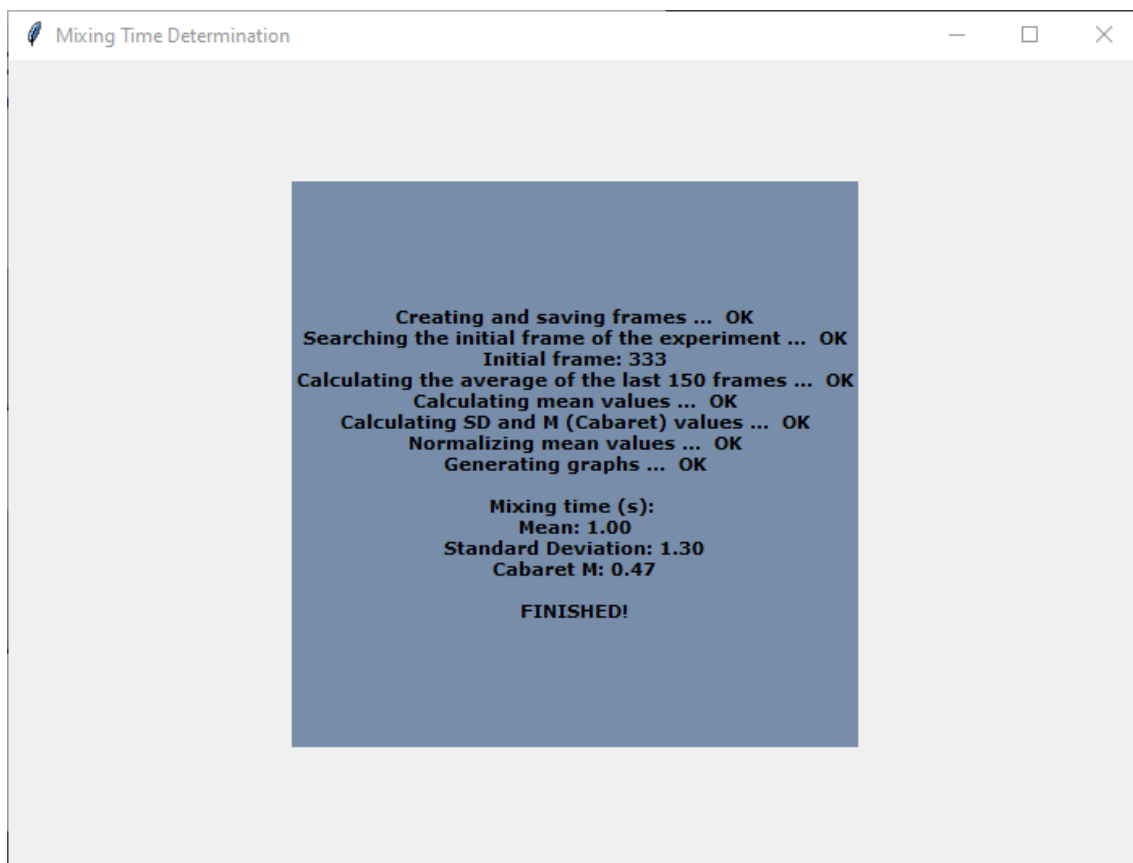 Mixing Time Determination
Creating and saving frames ... OK
Searching the initial frame of the experiment ... OK
Initial frame: 333
Calculating the average of the last 150 frames ... OK
Calculating mean values ... OK
Calculating SD and M (Cabaret) values ... OK
Normalizing mean values ... OK
Generating graphs ... OK
Mixing time (s):
Mean: 1.00
Standard Deviation: 1.30
Cabaret M: 0.47
FINISHED!